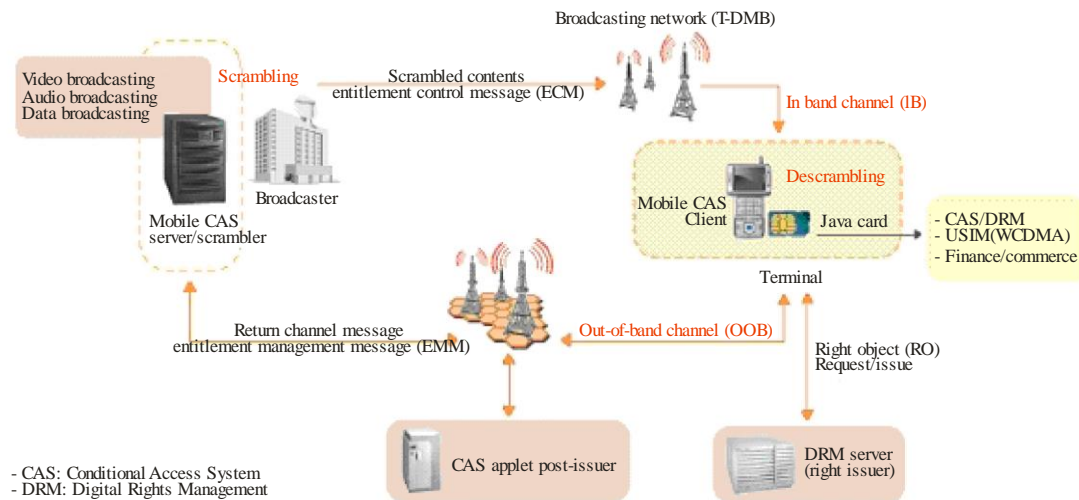 Broadcasting network (T-DMB)
Video broadcasting
Audio broadcasting
Data broadcasting
Scrambling
Scrambled contents
entitlement control message (ECM)
In band channel (IB)
Broadcaster
Mobile CAS
server/scrambler
Descrambling
Mobile CAS
Client
Java card
Terminal
- CAS/DRM
- USIM(WCDMA)
- Finance/commerce
Return channel message
entitlement management message (EMM)
Out-of-band channel (OOB)
Right object (RO)
Request/issue
CAS applet post-issuer
DRM server
(right issuer)
- CAS: Conditional Access System
- DRM: Digital Rights Management